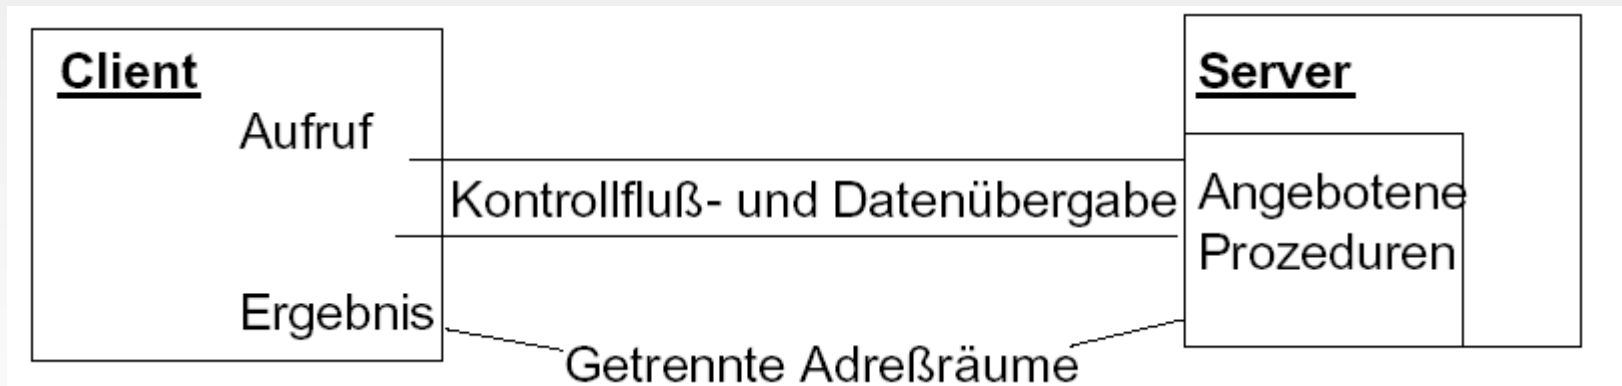 Client
Aufruf
Ergebnis
Kontrollfluß- und Datenübergabe
Getrennte Adreßräume
Server
Angebotene
Prozeduren